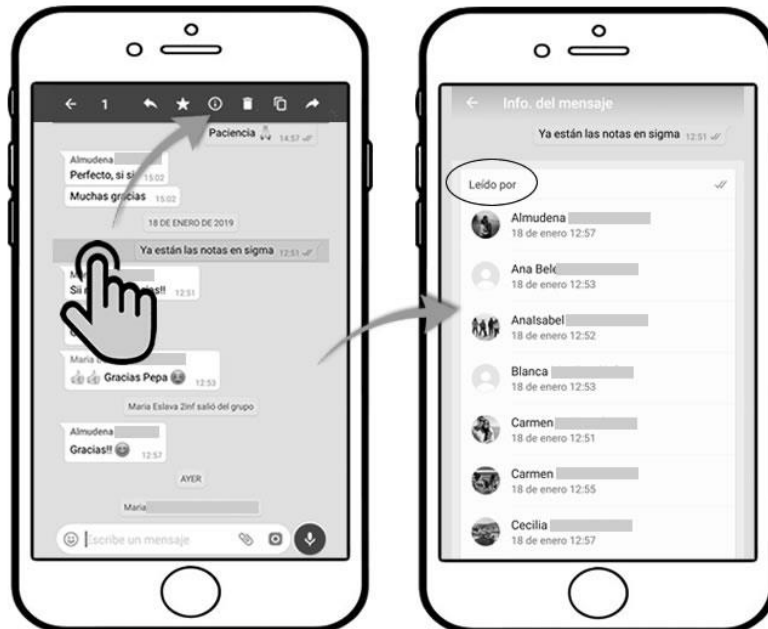 1
Paciencia 14:57
Almudena
Perfecto, si si 15:02
Muchas gracias 15:02
18 DE ENERO DE 2019
Ya están las notas en sigma 12:51
Sii 12:51
Maria
Gracias Pepa 12:53
Maria Eslava 2inf salió del grupo
Almudena
Gracias!! 12:57
AYER
Maria
Escribe un mensaje
Info. del mensaje
Ya están las notas en sigma 12:51
Leído por
Almudena
18 de enero 12:57
Ana Bele
18 de enero 12:53
AnaIsabel
18 de enero 12:52
Blanca
18 de enero 12:53
Carmen
18 de enero 12:51
Carmen
18 de enero 12:55
Cecilia
18 de enero 12:57